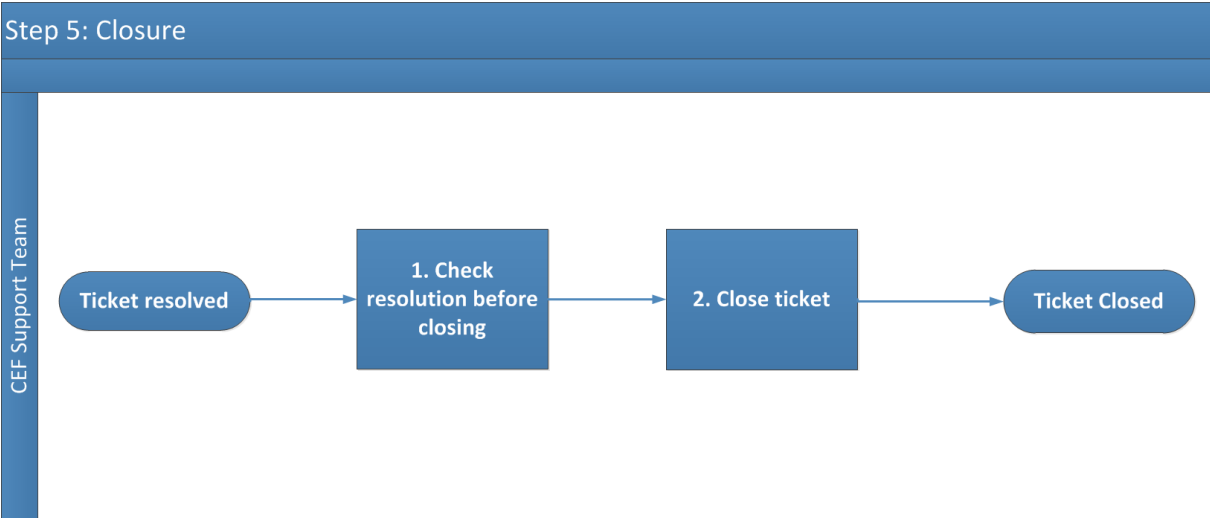 Step 5: Closure
CEF Support Team
Ticket resolved
1. Check
resolution before
closing
2. Close ticket
Ticket Closed